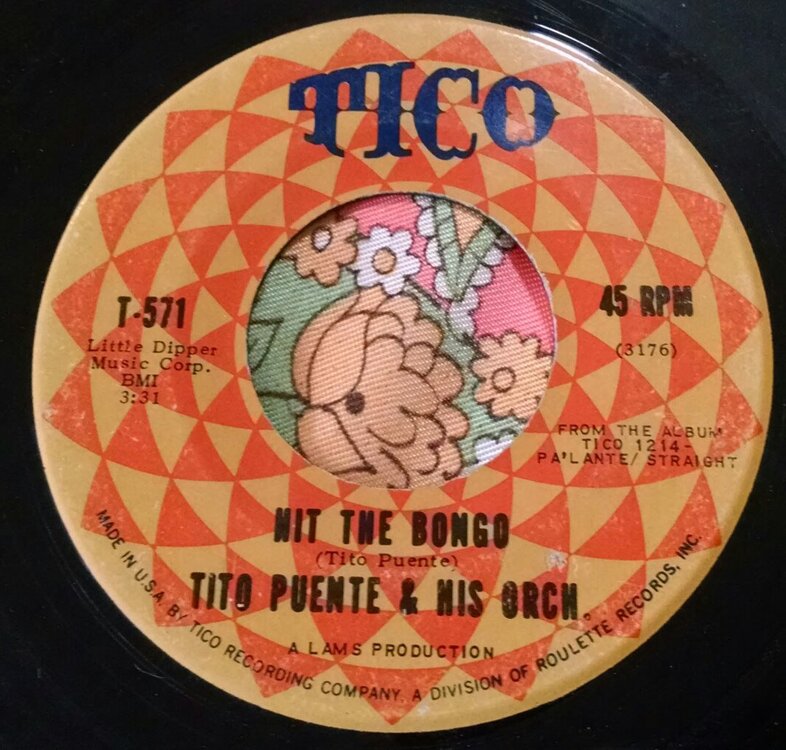 TICO
T-571
Little Dipper
Music Corp.
BMI
3:31
45 RPM
(3176)
FROM THE ALBUM
TICO 1214-
PA'LANTE/ STRAIGHT
HIT THE BONGO
(Tito Puente)
TITO PUENTE & HIS ORCH.
A LAMS PRODUCTION
MADE IN U.S.A. BY TICO RECORDING COMPANY, A DIVISION OF ROULETTE RECORDS, INC.